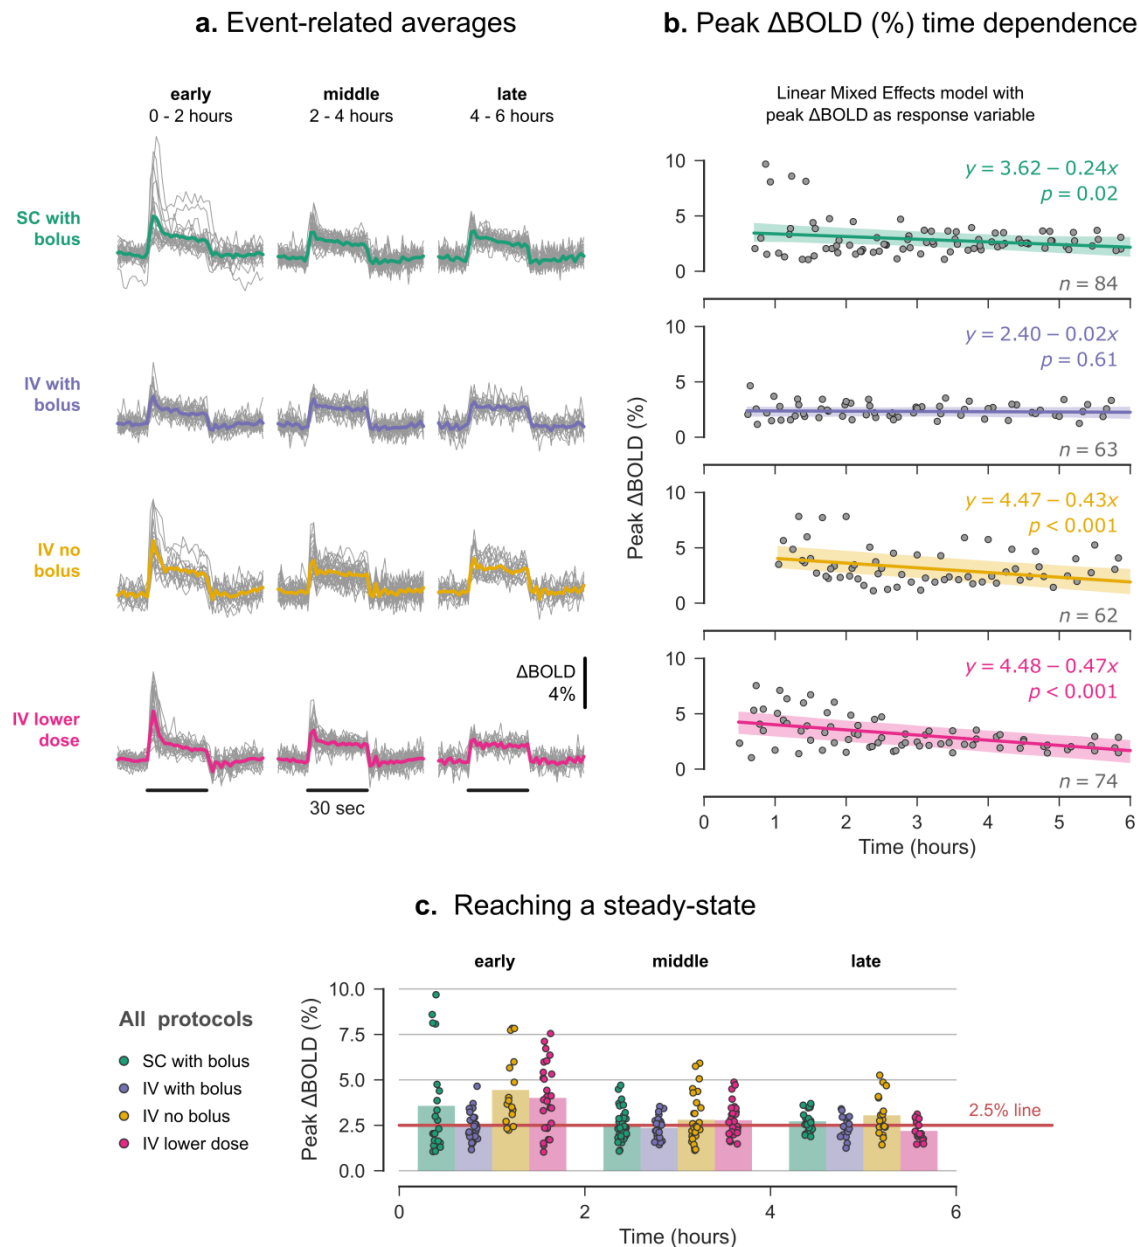 a. Event-related averages
early
0 - 2 hours
middle
2 - 4 hours
late
4 - 6 hours
SC with
bolus
IV with
bolus
IV no
bolus
IV lower
dose
ΔBOLD
4%
30 sec
b. Peak ΔBOLD (%) time dependence
Linear Mixed Effects model with
peak ΔBOLD as response variable
Peak ΔBOLD (%)
10
5
0
y = 3.62 − 0.24x
p = 0.02
n = 84
10
5
0
y = 2.40 − 0.02x
p = 0.61
n = 63
10
5
0
y = 4.47 − 0.43x
p < 0.001
n = 62
10
5
0
y = 4.48 − 0.47x
p < 0.001
n = 74
0 1 2 3 4 5 6
Time (hours)
c. Reaching a steady-state
early middle late
All protocols
SC with bolus
IV with bolus
IV no bolus
IV lower dose
Peak ΔBOLD (%)
10.0
7.5
5.0
2.5
0.0
2.5% line
0 2 4 6
Time (hours)